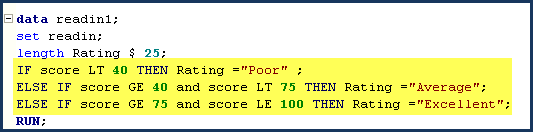 data readin1;
set readin;
length Rating $ 25;
IF score LT 40 THEN Rating ="Poor" ;
ELSE IF score GE 40 and score LT 75 THEN Rating ="Average";
ELSE IF score GE 75 and score LE 100 THEN Rating ="Excellent";
RUN;